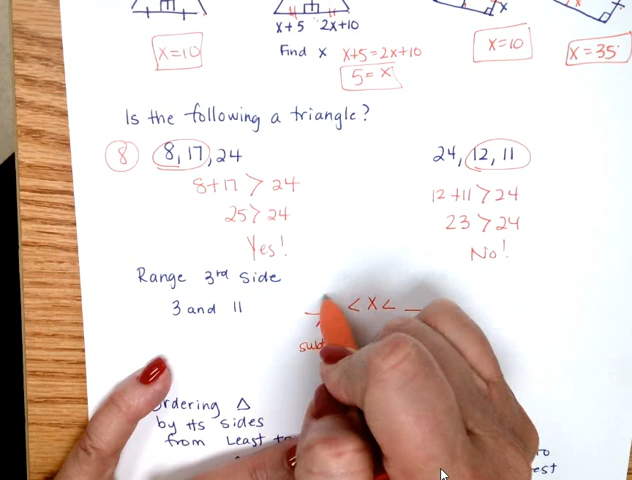 x+5 2x+10
x
x=10
Find x x+5=2x+10
5=x
x=10
x=35°
Is the following a triangle?
8 8, 17, 24
24, 12, 11
8+17 > 24
12+11 > 24
25 > 24
23 > 24
Yes!
No!
Range 3rd side
3 and 11
__ < x < __
Ordering △
by its sides
from Least